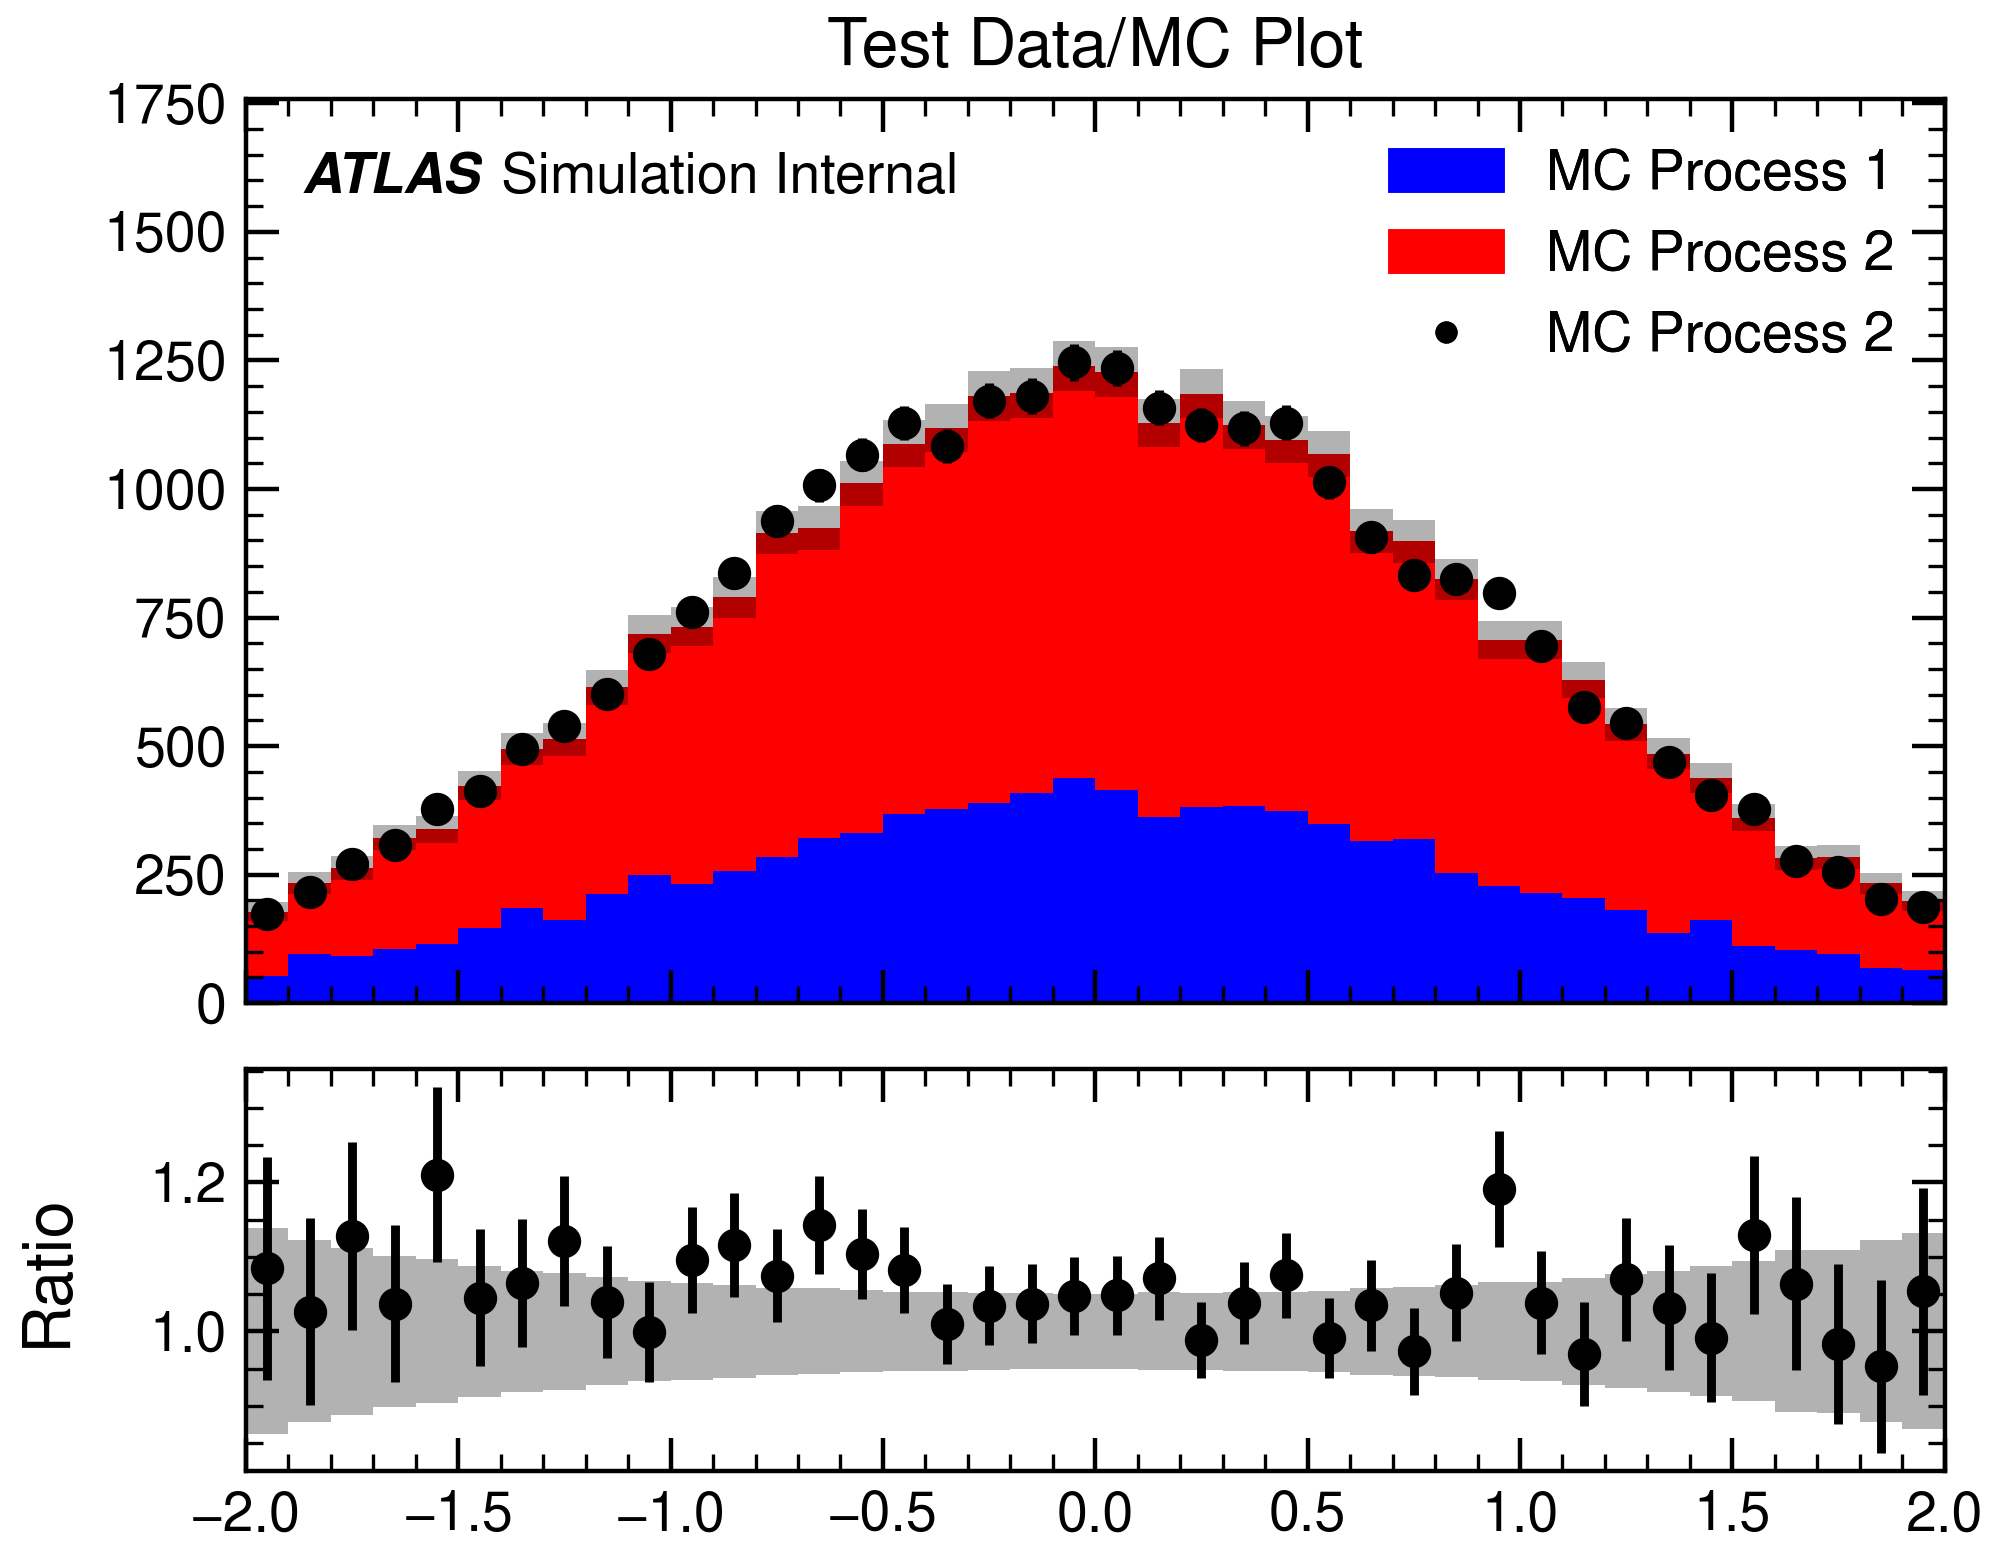 Test Data/MC Plot
1750
1500
1250
1000
750
500
250
0
ATLAS Simulation Internal
MC Process 1
MC Process 2
MC Process 2
Ratio
1.2
1.0
−2.0 −1.5 −1.0 −0.5 0.0 0.5 1.0 1.5 2.0